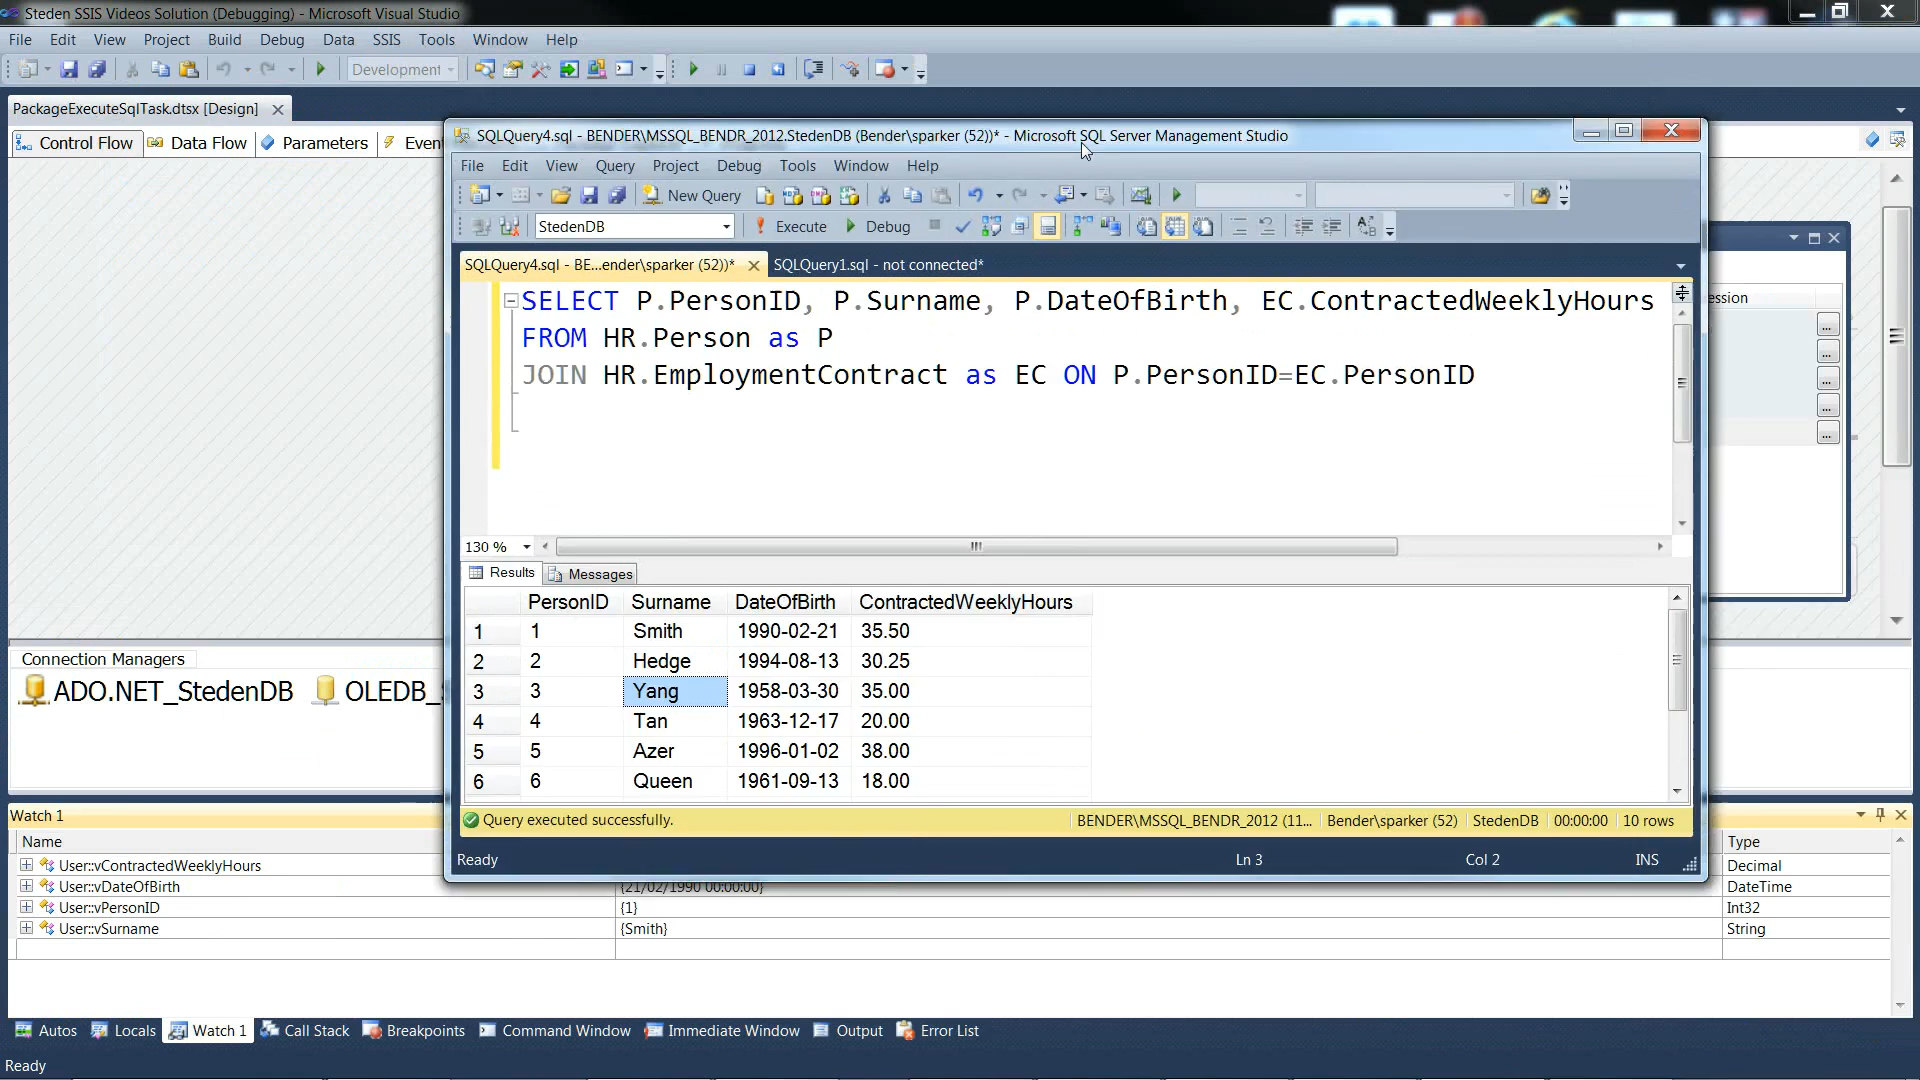 Steden SSIS Videos Solution (Debugging) - Microsoft Visual Studio
File Edit View Project Build Debug Data SSIS Tools Window Help
Development
PackageExecuteSqlTask.dtsx [Design]
Control Flow Data Flow Parameters Even
SQLQuery4.sql - BENDER\MSSQL_BENDR_2012.StedenDB (Bender\sparker (52))* - Microsoft SQL Server Management Studio
File Edit View Query Project Debug Tools Window Help
New Query
StedenDB Execute Debug
SQLQuery4.sql - BE...ender\sparker (52))* SQLQuery1.sql - not connected*
SELECT P.PersonID, P.Surname, P.DateOfBirth, EC.ContractedWeeklyHours
FROM HR.Person as P
JOIN HR.EmploymentContract as EC ON P.PersonID=EC.PersonID
ession
...
...
...
...
...
130 %
Results Messages
PersonID Surname DateOfBirth ContractedWeeklyHours
1 1 Smith 1990-02-21 35.50
2 2 Hedge 1994-08-13 30.25
3 3 Yang 1958-03-30 35.00
4 4 Tan 1963-12-17 20.00
5 5 Azer 1996-01-02 38.00
6 6 Queen 1961-09-13 18.00
Query executed successfully. BENDER\MSSQL_BENDR_2012 (11... Bender\sparker (52) StedenDB 00:00:00 10 rows
Ready Ln 3 Col 2 INS
Connection Managers
ADO.NET_StedenDB OLEDB_
Watch 1
Name Type
User::vContractedWeeklyHours Decimal
User::vDateOfBirth {21/02/1990 00:00:00} DateTime
User::vPersonID {1} Int32
User::vSurname {Smith} String
Autos Locals Watch 1 Call Stack Breakpoints Command Window Immediate Window Output Error List
Ready